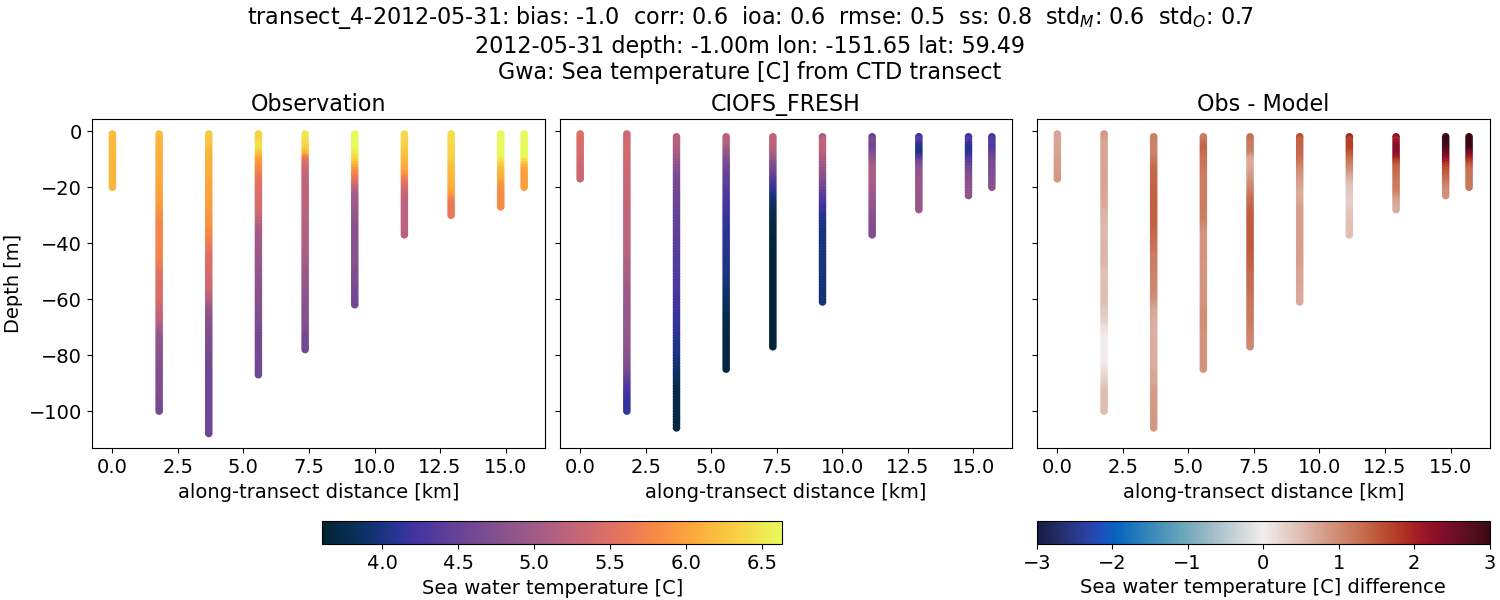 transect_4-2012-05-31: bias: -1.0 corr: 0.6 ioa: 0.6 rmse: 0.5 ss: 0.8 std_M: 0.6 std_O: 0.7
2012-05-31 depth: -1.00m lon: -151.65 lat: 59.49
Gwa: Sea temperature [C] from CTD transect
Observation
CIOFS_FRESH
Obs - Model
Depth [m]
0
−20
−40
−60
−80
−100
0.0 2.5 5.0 7.5 10.0 12.5 15.0
0.0 2.5 5.0 7.5 10.0 12.5 15.0
0.0 2.5 5.0 7.5 10.0 12.5 15.0
along-transect distance [km]
along-transect distance [km]
along-transect distance [km]
4.0 4.5 5.0 5.5 6.0 6.5
Sea water temperature [C]
−3 −2 −1 0 1 2 3
Sea water temperature [C] difference